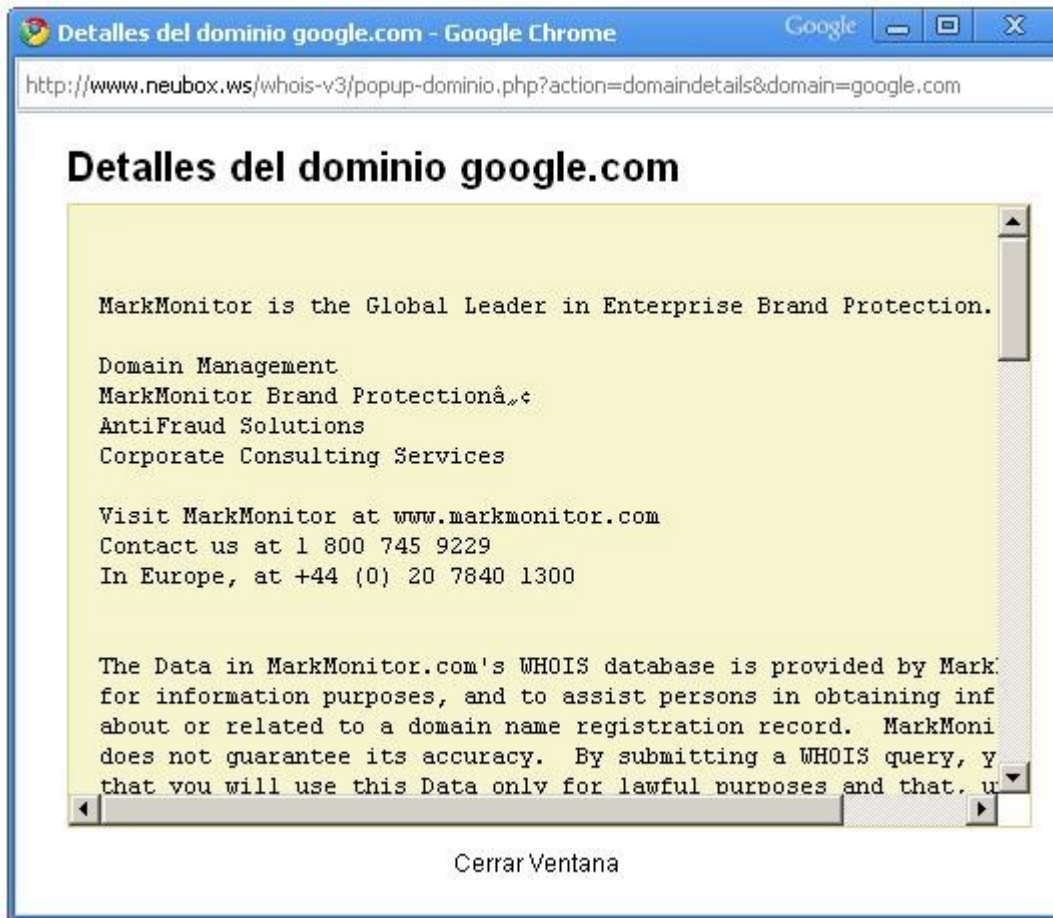 Detalles del dominio google.com - Google Chrome
Google
http://www.neubox.ws/whois-v3/popup-dominio.php?action=domaindetails&domain=google.com
Detalles del dominio google.com
MarkMonitor is the Global Leader in Enterprise Brand Protection.
Domain Management
MarkMonitor Brand Protectionâ„¢
AntiFraud Solutions
Corporate Consulting Services
Visit MarkMonitor at www.markmonitor.com
Contact us at 1 800 745 9229
In Europe, at +44 (0) 20 7840 1300
The Data in MarkMonitor.com's WHOIS database is provided by Mark
for information purposes, and to assist persons in obtaining inf
about or related to a domain name registration record.  MarkMoni
does not guarantee its accuracy.  By submitting a WHOIS query, y
that you will use this Data only for lawful purposes and that, u
Cerrar Ventana